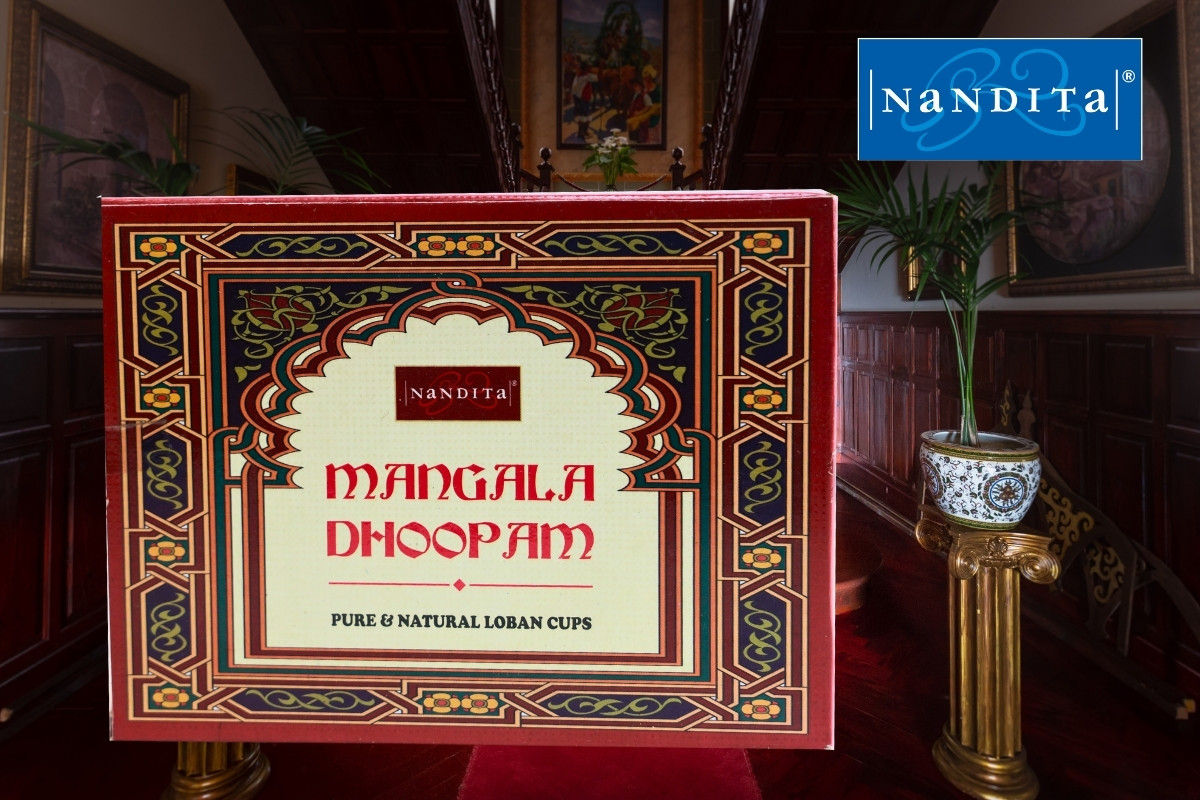 NaNDITa®
NaNDITa®
MANGALA
DHOOPAM
PURE & NATURAL LOBAN CUPS